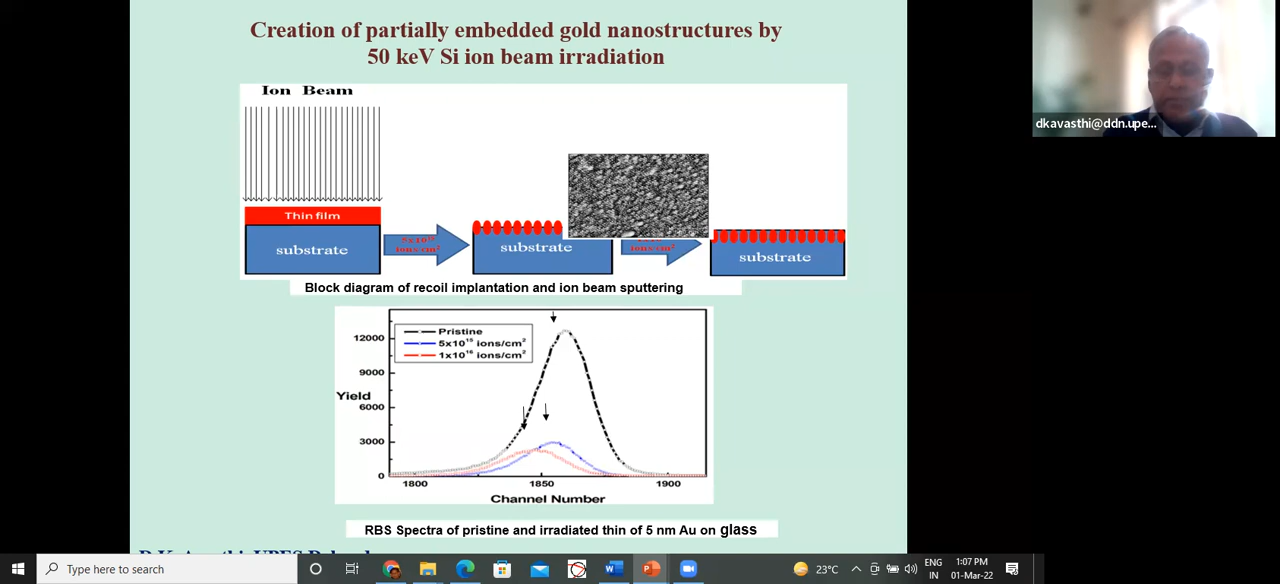 Creation of partially embedded gold nanostructures by
50 keV Si ion beam irradiation
Ion Beam
Thin film
substrate
ions/cm²
substrate
ions/cm²
substrate
Block diagram of recoil implantation and ion beam sputtering
Pristine
5x10¹⁵ ions/cm²
1x10¹⁶ ions/cm²
12000
9000
Yield
6000
3000
0
1800
1850
1900
Channel Number
RBS Spectra of pristine and irradiated thin of 5 nm Au on glass
dkavasthi@ddn.upe...
Type here to search
23°C
ENG
IN
1:07 PM
01-Mar-22